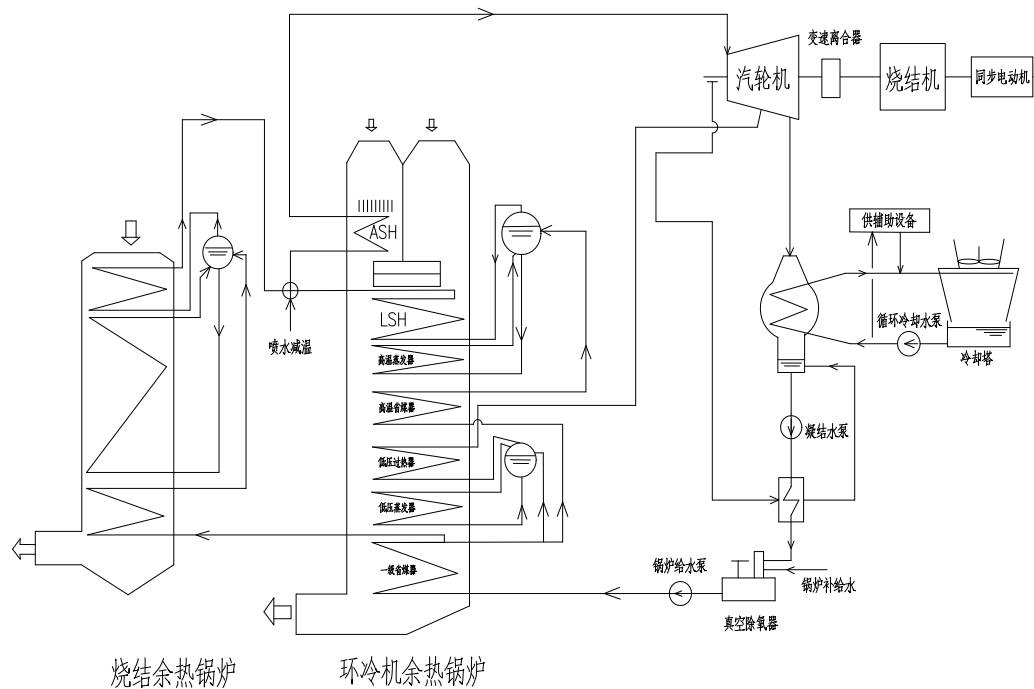 变速离合器
汽轮机
烧结机
同步电动机
供辅助设备
ASH
LSH
喷水减温
循环冷却水泵
冷却塔
高温蒸发器
高温省煤器
凝结水泵
低压过热器
低压蒸发器
一级省煤器
锅炉给水泵
锅炉补给水
真空除氧器
烧结余热锅炉
环冷机余热锅炉